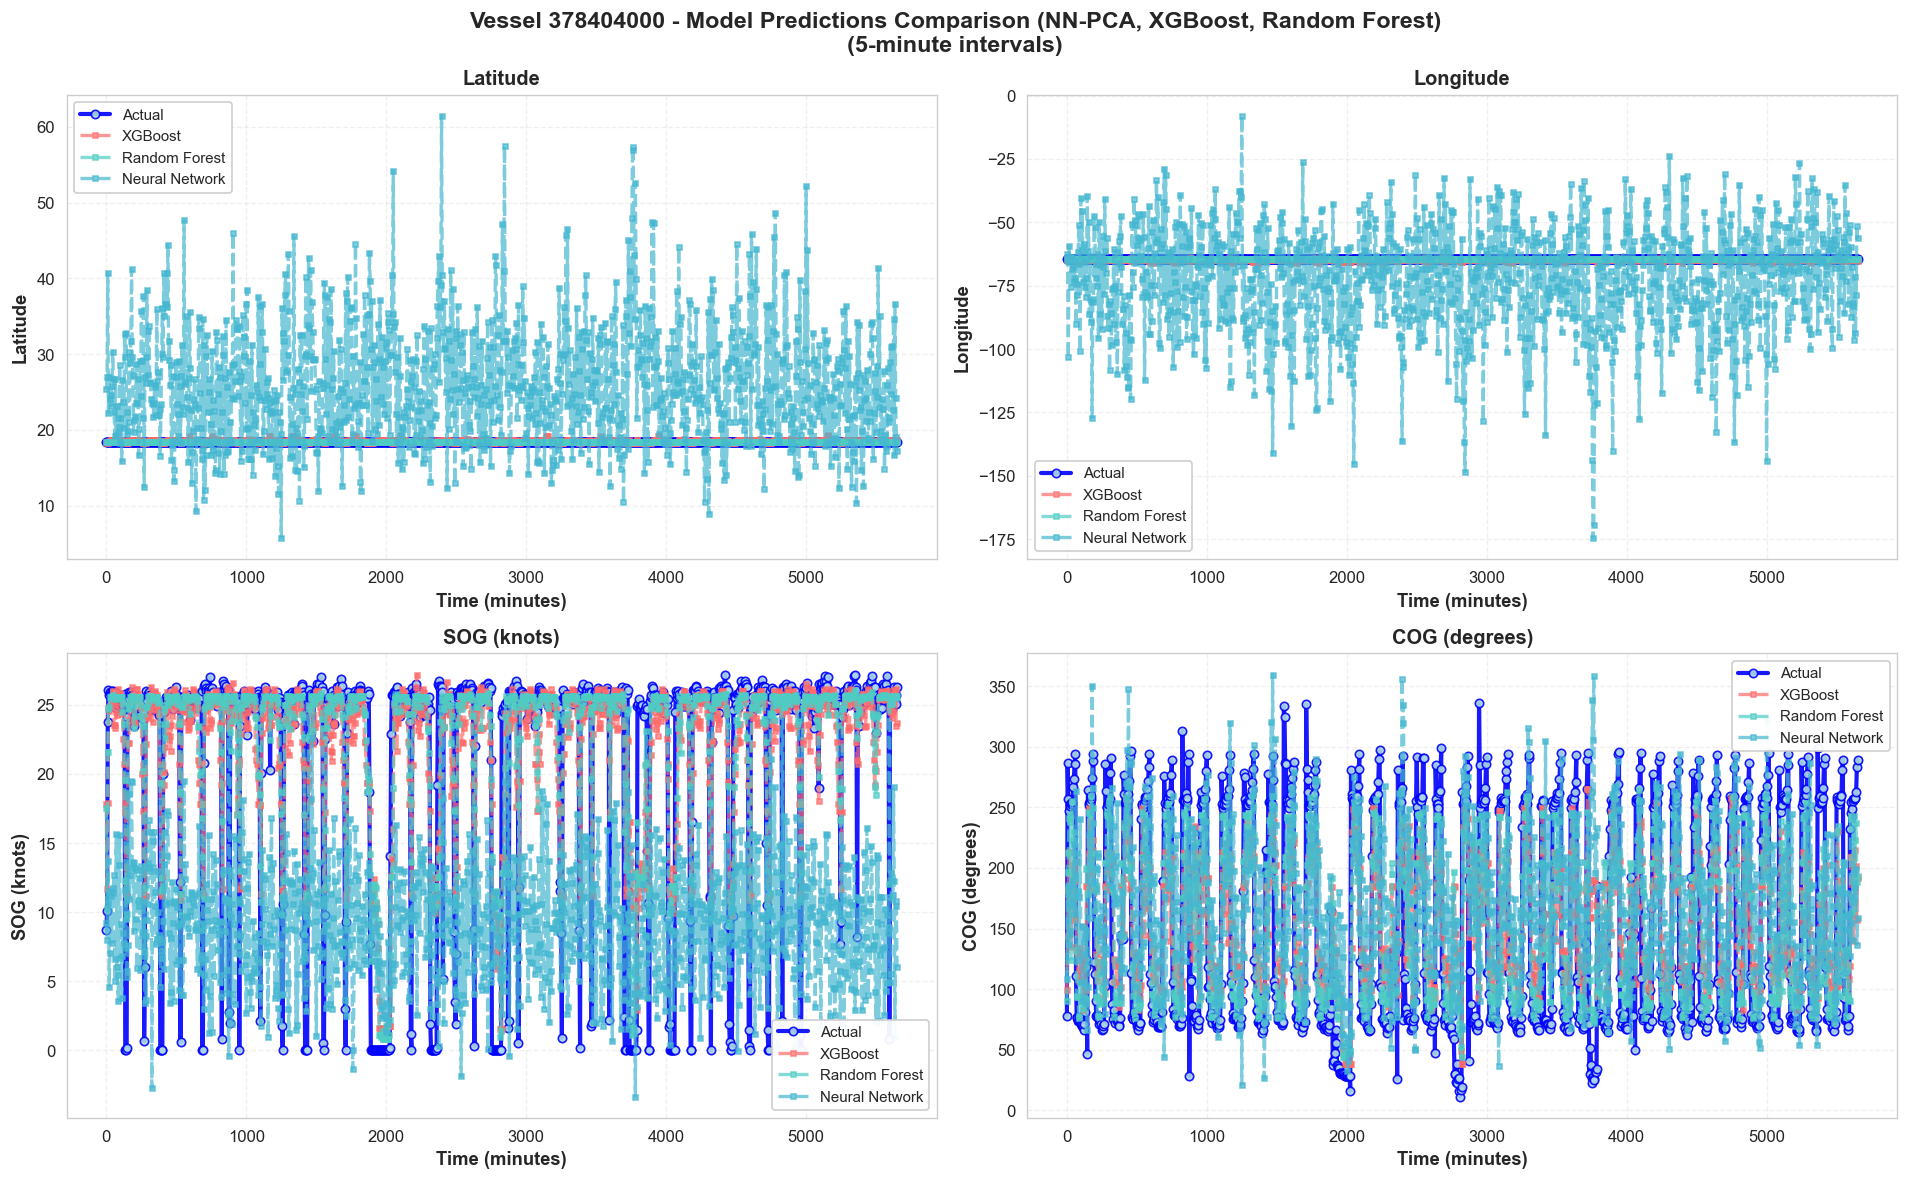 Vessel 378404000 - Model Predictions Comparison (NN-PCA, XGBoost, Random Forest)
(5-minute intervals)
Latitude
Latitude
60
50
40
30
20
10
0
1000
2000
3000
4000
5000
Time (minutes)
Actual
XGBoost
Random Forest
Neural Network
Longitude
Longitude
0
−25
−50
−75
−100
−125
−150
−175
0
1000
2000
3000
4000
5000
Time (minutes)
Actual
XGBoost
Random Forest
Neural Network
SOG (knots)
SOG (knots)
25
20
15
10
5
0
0
1000
2000
3000
4000
5000
Time (minutes)
Actual
XGBoost
Random Forest
Neural Network
COG (degrees)
COG (degrees)
350
300
250
200
150
100
50
0
0
1000
2000
3000
4000
5000
Time (minutes)
Actual
XGBoost
Random Forest
Neural Network